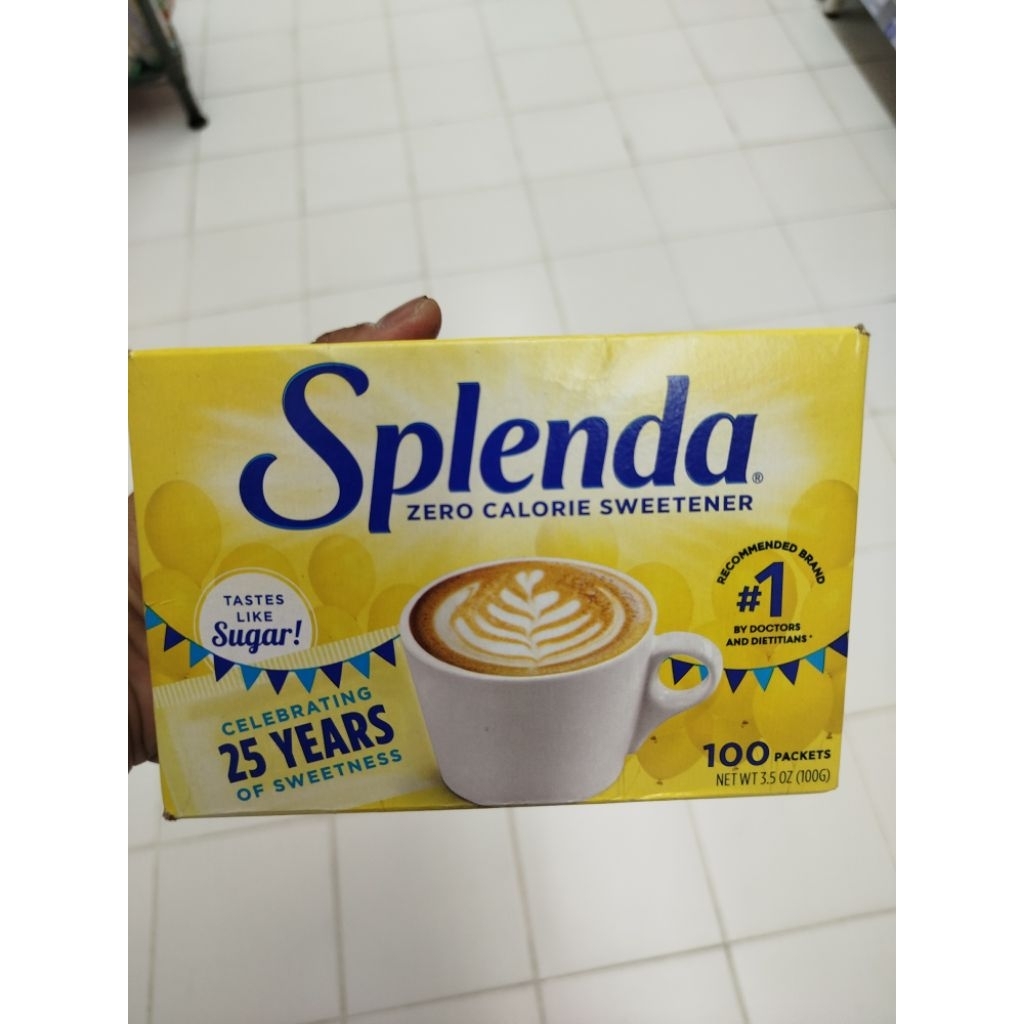 Splenda®
ZERO CALORIE SWEETENER
RECOMMENDED BRAND
#1
BY DOCTORS
AND DIETITIANS*
TASTES
LIKE
Sugar!
CELEBRATING
25 YEARS
OF SWEETNESS
100 PACKETS
NET WT 3.5 OZ (100G)